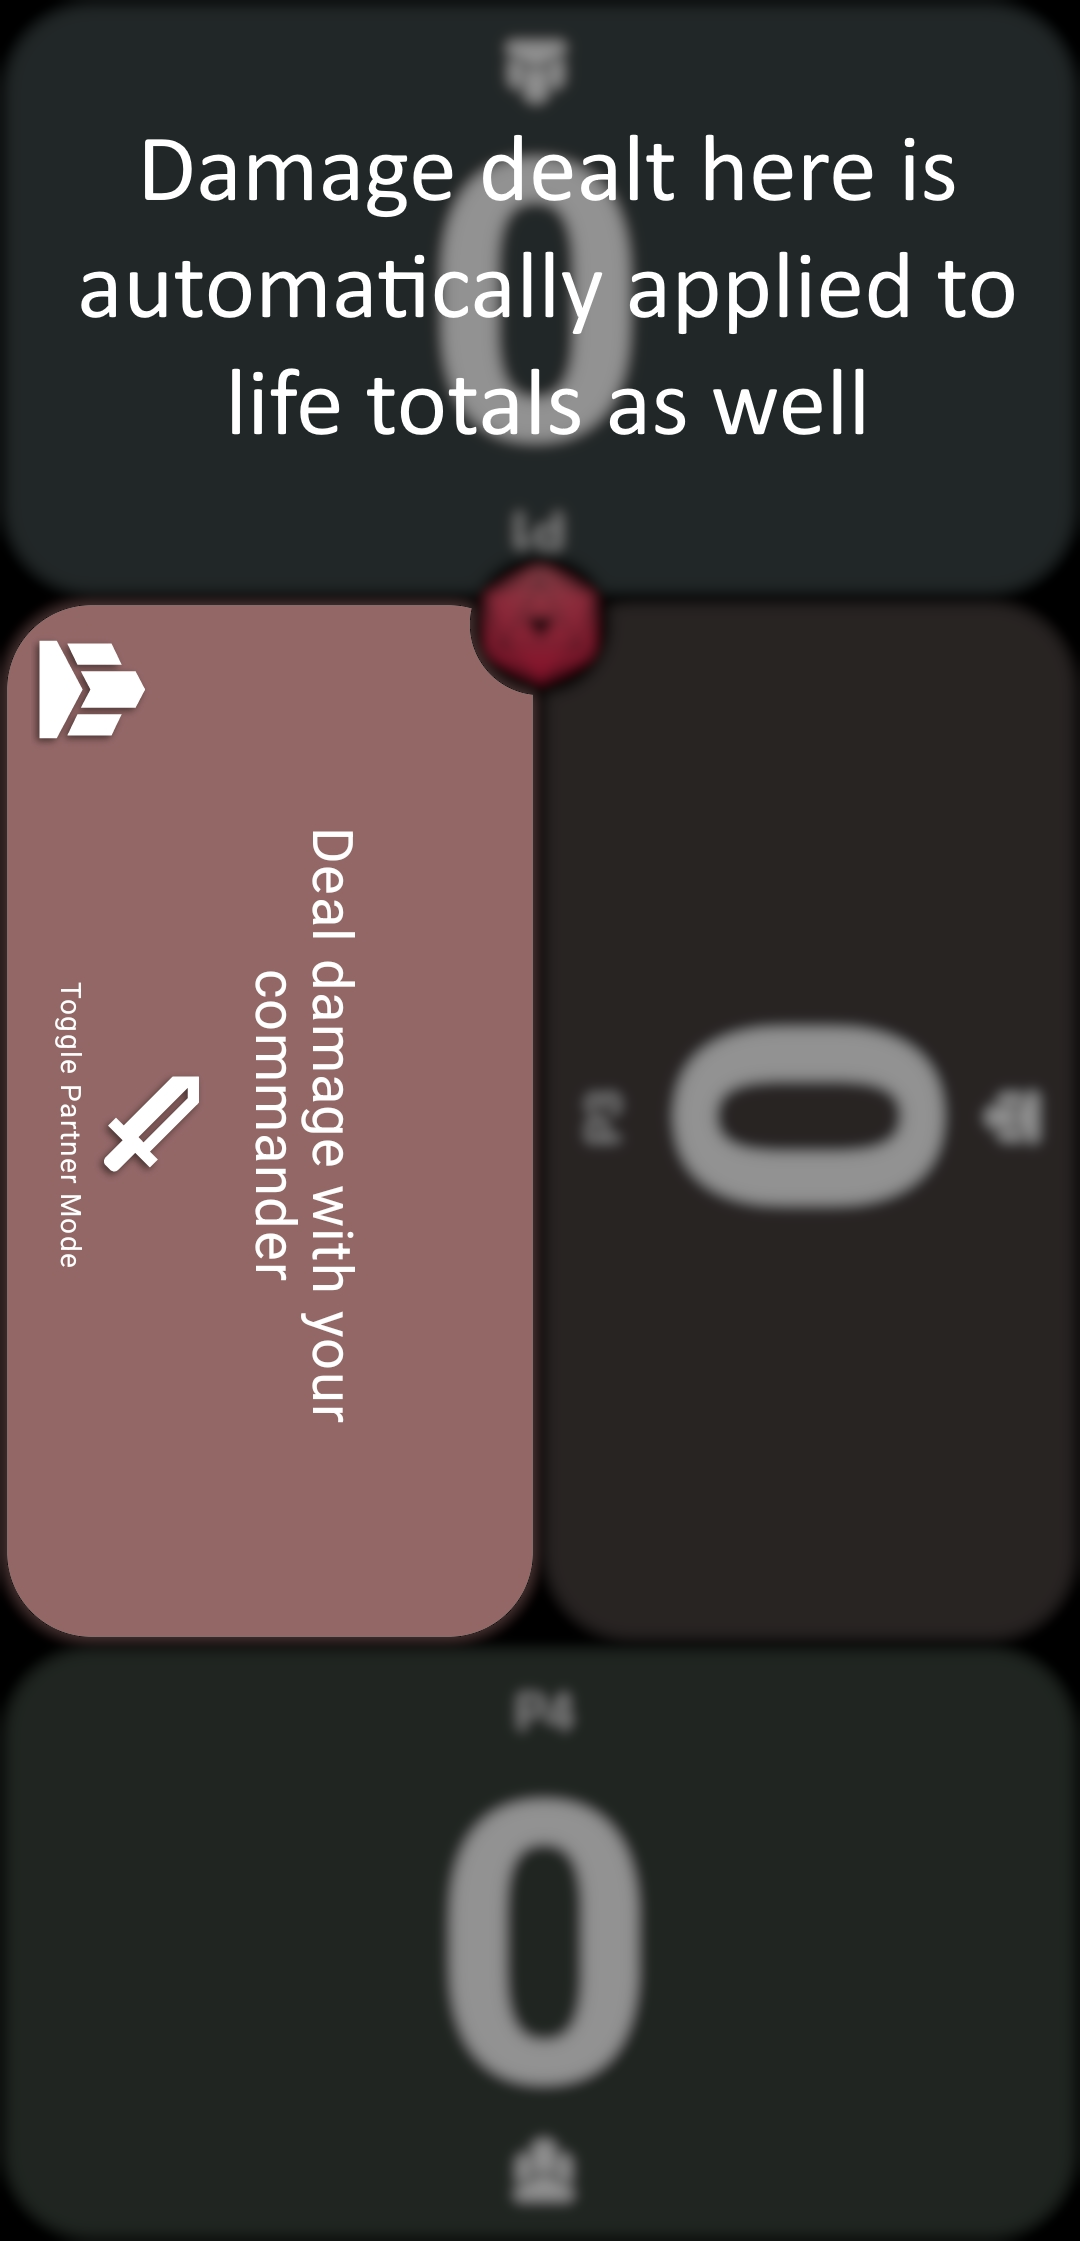 Damage dealt here is
automatically applied to
life totals as well
0
P1
Deal damage with your
commander
Toggle Partner Mode
P3
0
P4
0